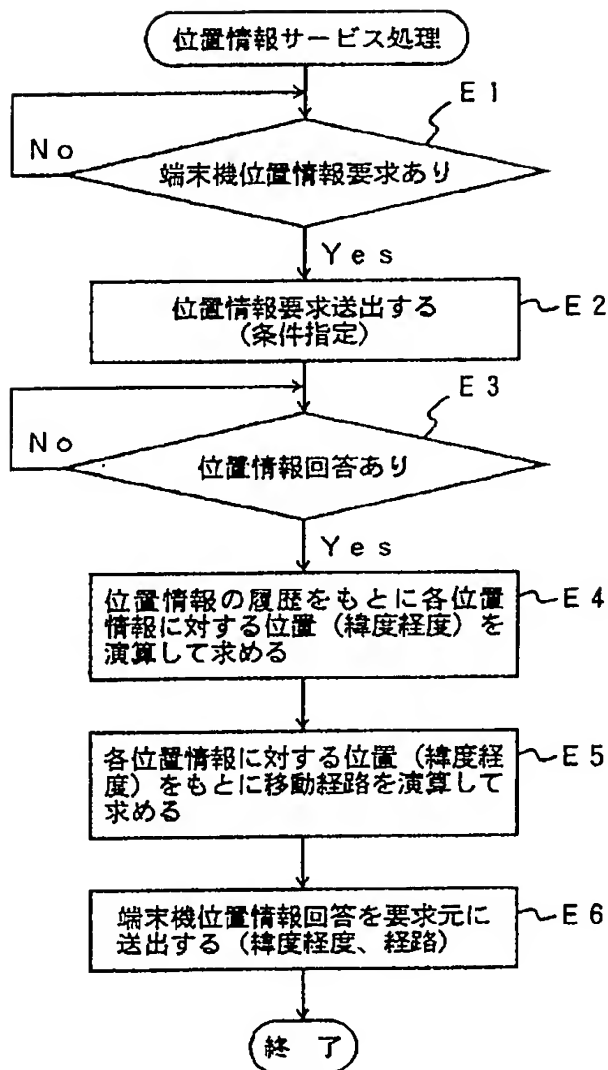 位置情報サービス処理
E1
No
端末機位置情報要求あり
Yes
位置情報要求送出する
(条件指定)
E2
E3
No
位置情報回答あり
Yes
位置情報の履歴をもとに各位置
情報に対する位置(緯度経度)を
演算して求める
E4
各位置情報に対する位置(緯度経
度)をもとに移動経路を演算して
求める
E5
端末機位置情報回答を要求元に
送出する(緯度経度、経路)
E6
終 了